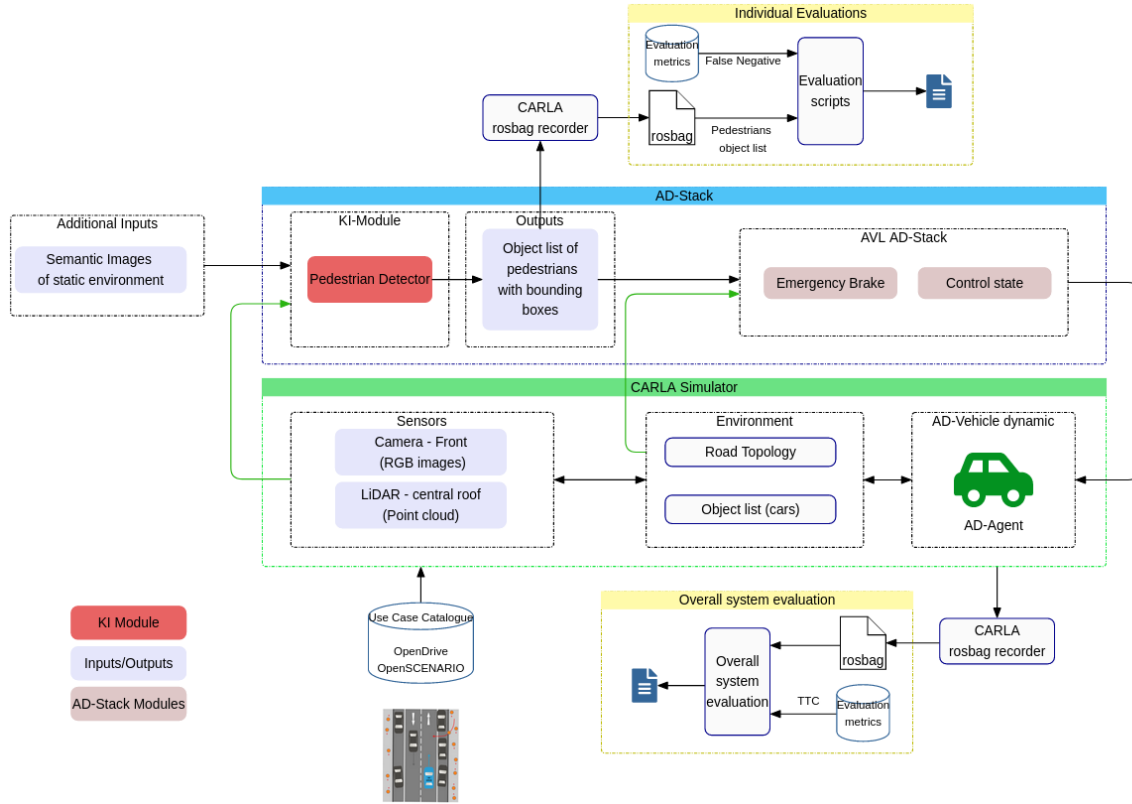 Individual Evaluations
Evaluation
metrics
False Negative
Evaluation
scripts
rosbag
Pedestrians
object list
CARLA
rosbag recorder
AD-Stack
Additional Inputs
Semantic Images
of static environment
KI-Module
Pedestrian Detector
Outputs
Object list of
pedestrians
with bounding
boxes
AVL AD-Stack
Emergency Brake
Control state
CARLA Simulator
Sensors
Camera - Front
(RGB images)
LiDAR - central roof
(Point cloud)
Environment
Road Topology
Object list (cars)
AD-Vehicle dynamic
AD-Agent
Use Case Catalogue
OpenDrive
OpenSCENARIO
KI Module
Inputs/Outputs
AD-Stack Modules
Overall system evaluation
Overall
system
evaluation
rosbag
TTC
Evaluation
metrics
CARLA
rosbag recorder